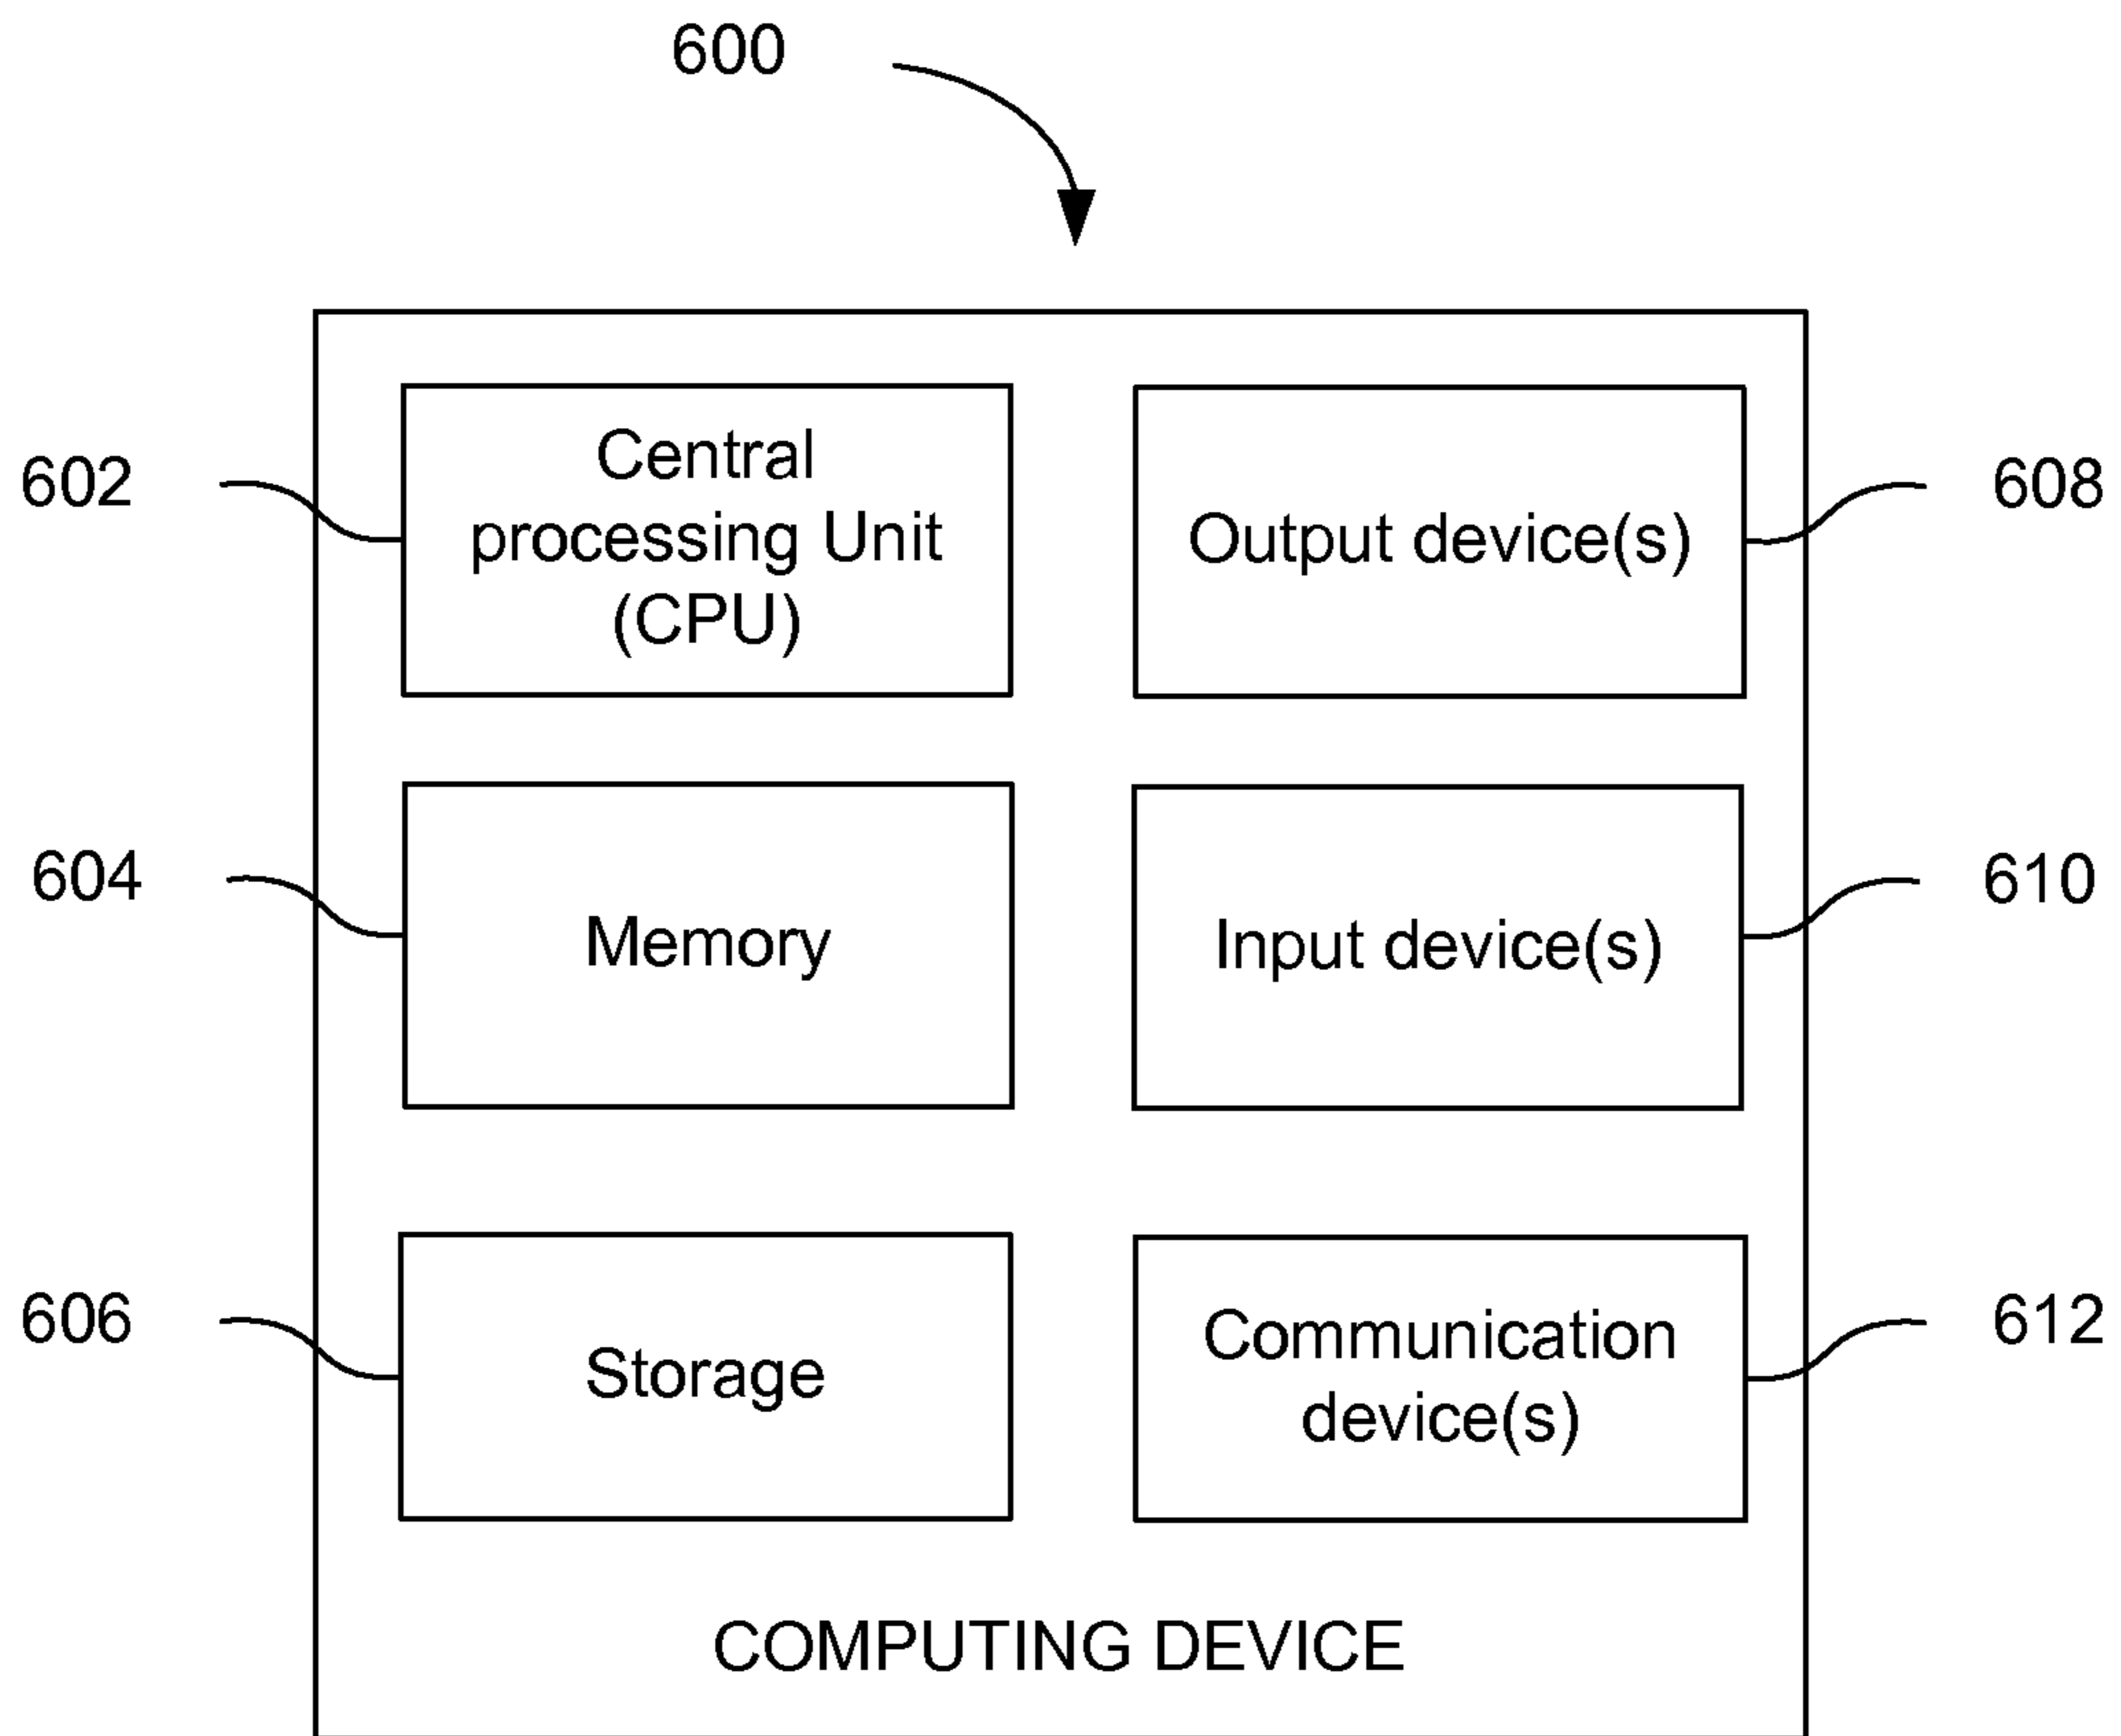 600
602
Central
processing Unit
(CPU)
Output device(s)
608
604
Memory
Input device(s)
610
606
Storage
Communication
device(s)
612
COMPUTING DEVICE